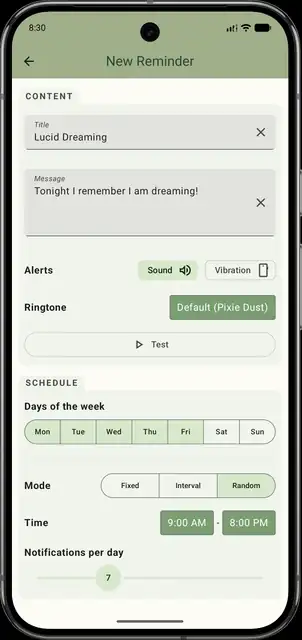 8:30
New Reminder
CONTENT
Title
Lucid Dreaming
Message
Tonight I remember I am dreaming!
Alerts Sound Vibration
Ringtone Default (Pixie Dust)
Test
SCHEDULE
Days of the week
Mon Tue Wed Thu Fri Sat Sun
Mode Fixed Interval Random
Time 9:00 AM - 8:00 PM
Notifications per day
7